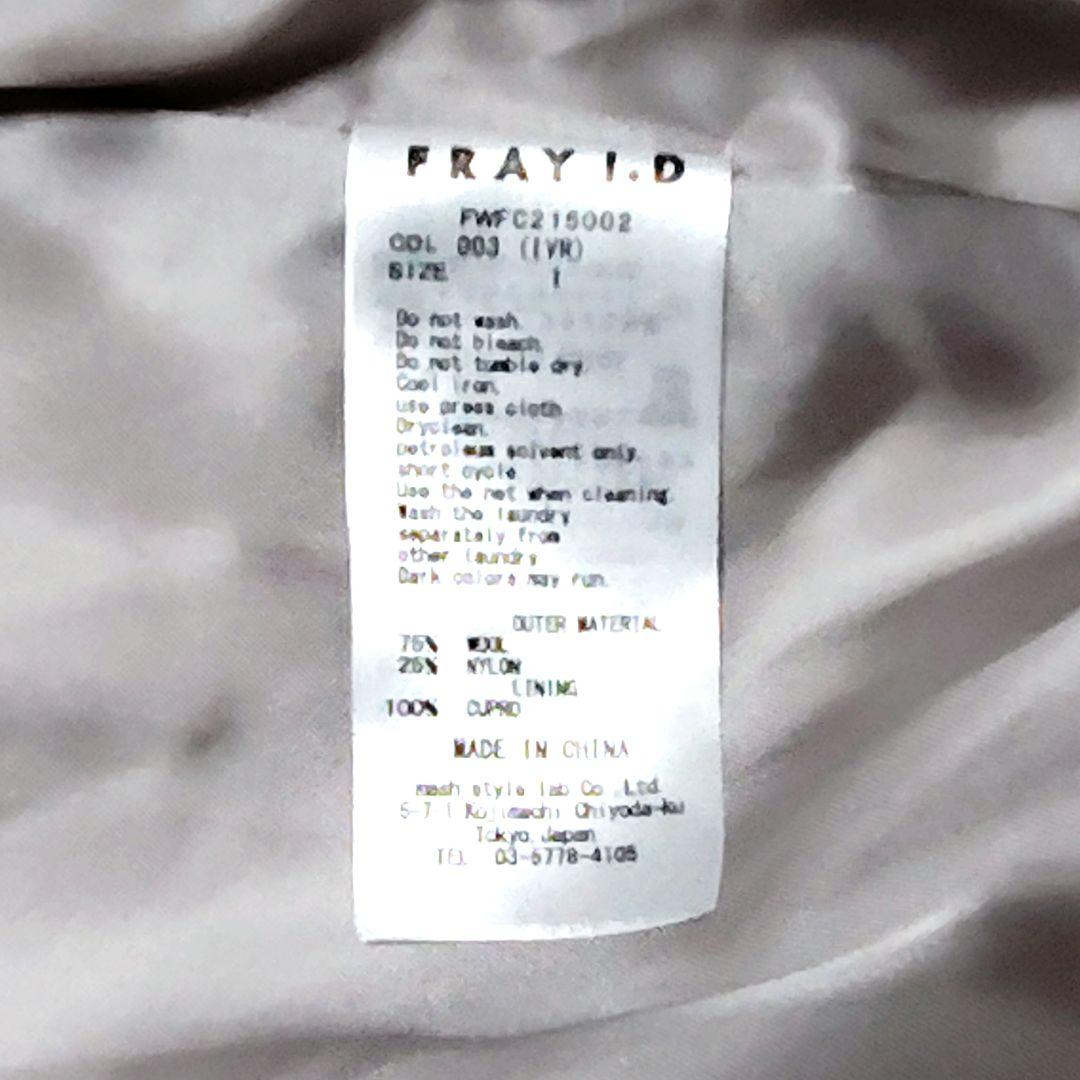 FRAY I.D
FWFC215002
COL 003 (IVR)
SIZE 1
Do not wash.
Do not bleach.
Do not tumble dry.
Cool iron,
use press cloth.
Dryclean,
petroleum solvent only,
short cycle.
Use the net when cleaning.
Wash the laundry
separately from
other laundry
Dark colors may run.
OUTER MATERIAL
75% WOOL
25% NYLON
LINING
100% CUPRO
MADE IN CHINA
mash style lab Co.,Ltd.
5-7-1 Kojimachi Chiyoda-ku
Tokyo, Japan
TEL